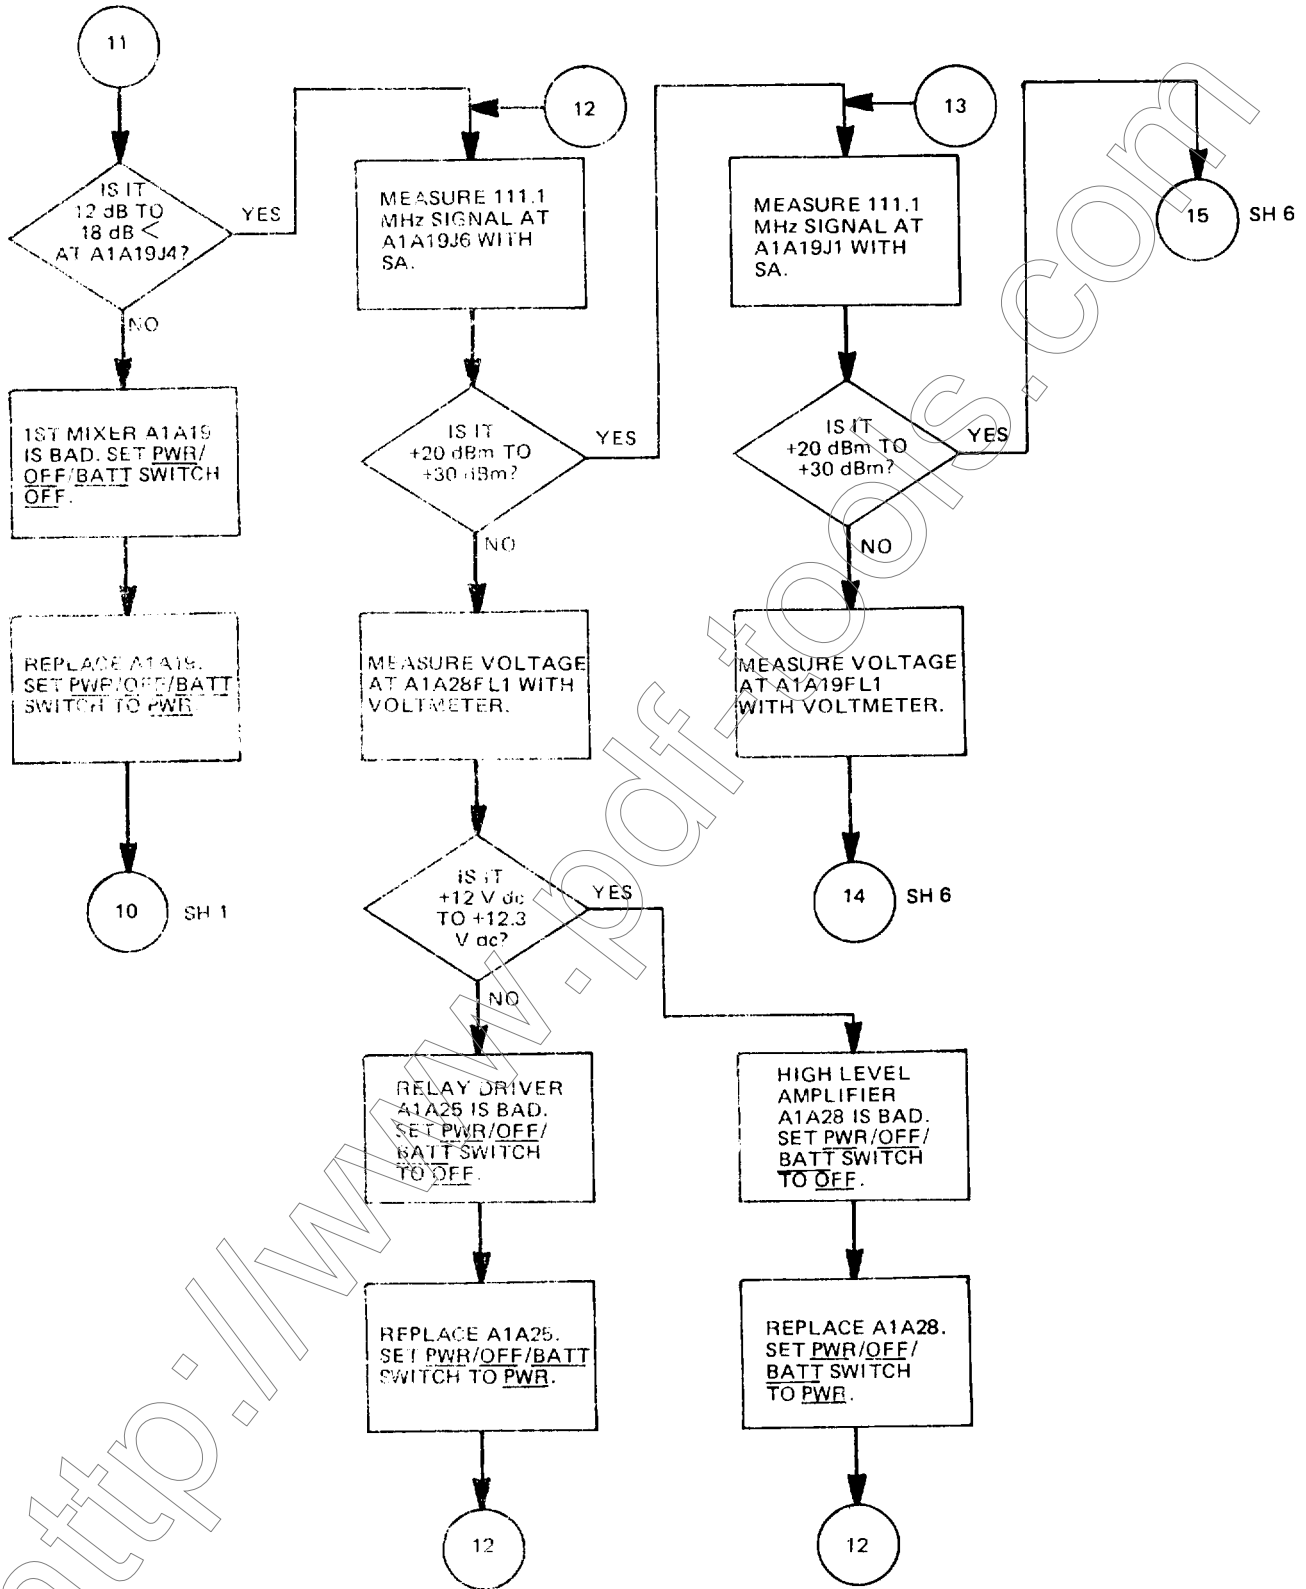 11
IS IT
12 dB TO
18 dB <
AT A1A19J4?
YES
NO
1ST MIXER A1A19
IS BAD. SET PWR/
OFF/BATT SWITCH
OFF.
REPLACE A1A19.
SET PWR/OFF/BATT
SWITCH TO PWR.
10
SH 1
12
MEASURE 111.1
MHz SIGNAL AT
A1A19J6 WITH
SA.
IS IT
+20 dBm TO
+30 dBm?
YES
NO
MEASURE VOLTAGE
AT A1A28FL1 WITH
VOLTMETER.
IS IT
+12 V dc
TO +12.3
V dc?
YES
NO
RELAY DRIVER
A1A25 IS BAD.
SET PWR/OFF/
BATT SWITCH
TO OFF.
REPLACE A1A25.
SET PWR/OFF/BATT
SWITCH TO PWR.
12
13
MEASURE 111.1
MHz SIGNAL AT
A1A19J1 WITH
SA.
IS IT
+20 dBm TO
+30 dBm?
YES
NO
MEASURE VOLTAGE
AT A1A19FL1
WITH VOLTMETER.
14
SH 6
HIGH LEVEL
AMPLIFIER
A1A28 IS BAD.
SET PWR/OFF/
BATT SWITCH
TO OFF.
REPLACE A1A28.
SET PWR/OFF/
BATT SWITCH
TO PWR.
12
15
SH 6
http://www.pdf-tools.com